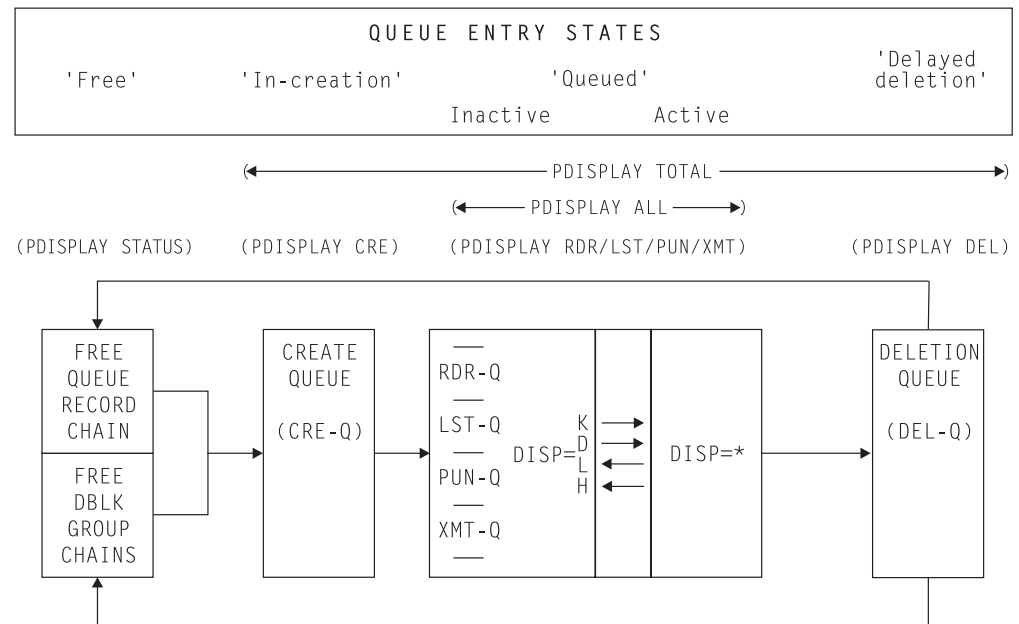 QUEUE ENTRY STATES
'Free' 'In-creation' 'Queued' 'Delayed deletion'
Inactive Active
PDISPLAY TOTAL
PDISPLAY ALL
(PDISPLAY STATUS) (PDISPLAY CRE) (PDISPLAY RDR/LST/PUN/XMT) (PDISPLAY DEL)
FREE
QUEUE
RECORD
CHAIN
FREE
DBLK
GROUP
CHAINS
CREATE
QUEUE
(CRE-Q)
RDR-Q
LST-Q
PUN-Q
XMT-Q
DISP=
K
D
L
H
DISP=*
DELETION
QUEUE
(DEL-Q)